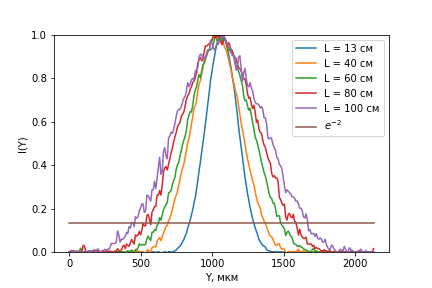 1.0
0.8
0.6
0.4
0.2
0.0
I(Y)
0
500
1000
1500
2000
Y, мкм
L = 13 см
L = 40 см
L = 60 см
L = 80 см
L = 100 см
e⁻²